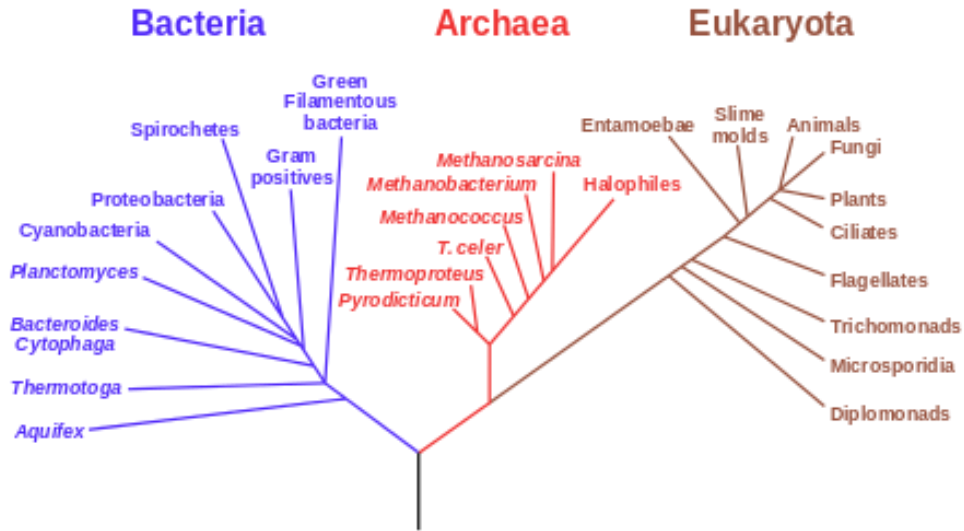 Bacteria
Archaea
Eukaryota
Green
Filamentous
bacteria
Spirochetes
Gram
positives
Proteobacteria
Cyanobacteria
Planctomyces
Bacteroides
Cytophaga
Thermotoga
Aquifex
Methanosarcina
Methanobacterium
Halophiles
Methanococcus
T. celer
Thermoproteus
Pyrodicticum
Entamoebae
Slime
molds
Animals
Fungi
Plants
Ciliates
Flagellates
Trichomonads
Microsporidia
Diplomonads